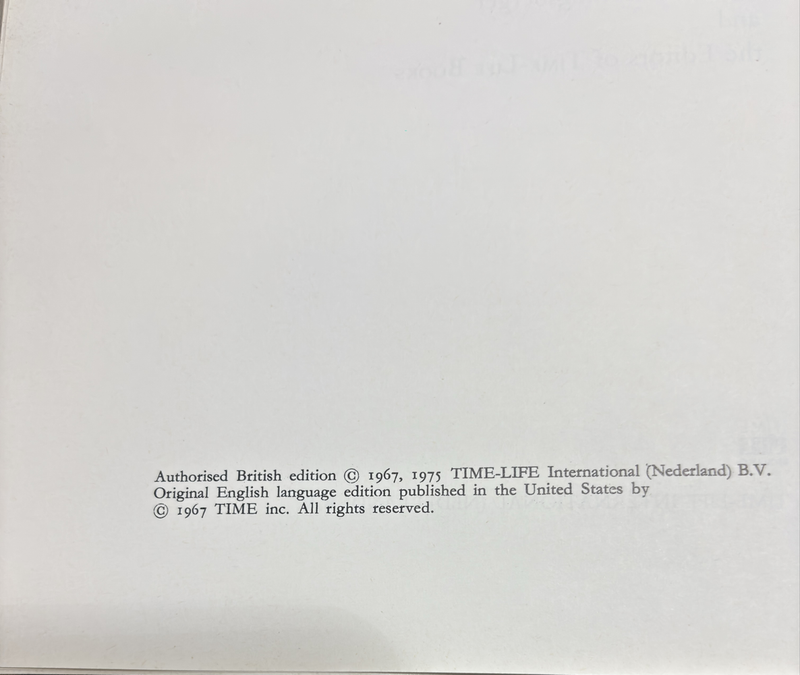 Authorised British edition © 1967, 1975 TIME-LIFE International (Nederland) B.V.
Original English language edition published in the United States by
© 1967 TIME inc. All rights reserved.